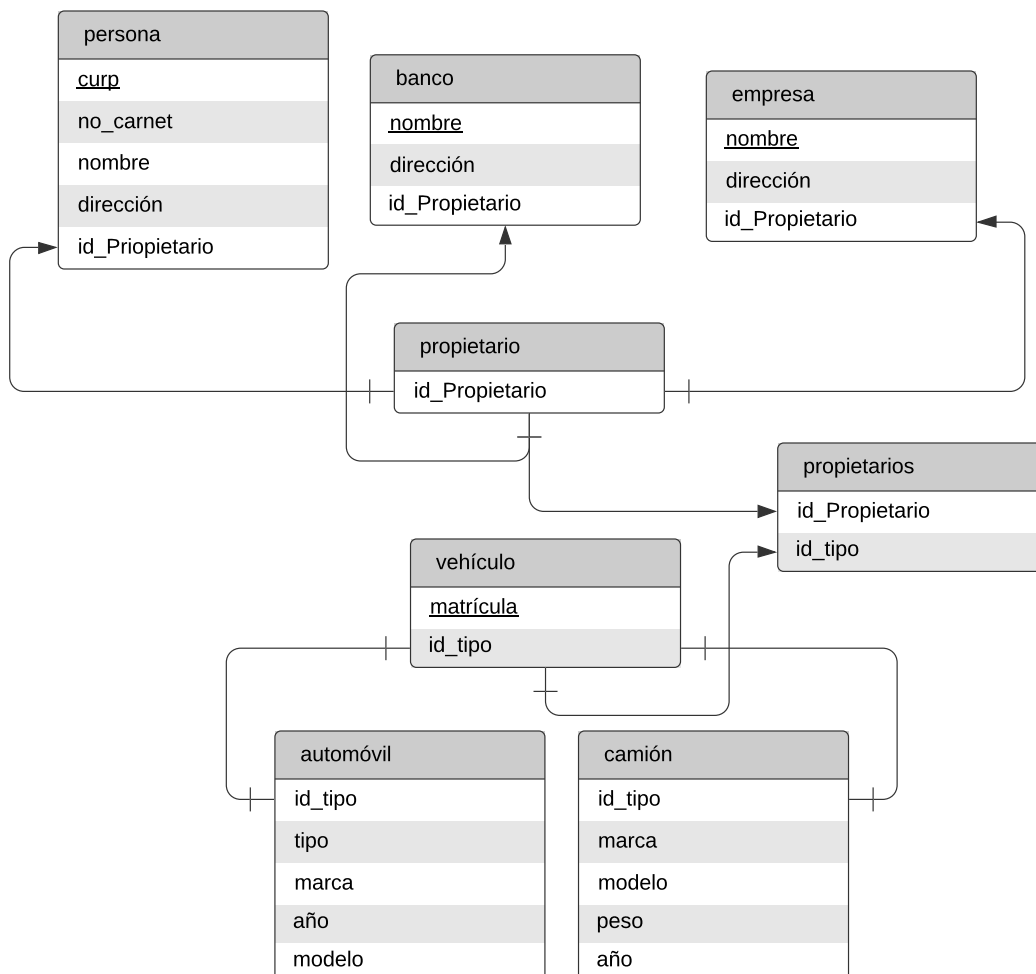 persona
curp
no_carnet
nombre
dirección
id_Priopietario
banco
nombre
dirección
id_Propietario
empresa
nombre
dirección
id_Propietario
propietario
id_Propietario
propietarios
id_Propietario
id_tipo
vehículo
matrícula
id_tipo
automóvil
id_tipo
tipo
marca
año
modelo
camión
id_tipo
marca
modelo
peso
año